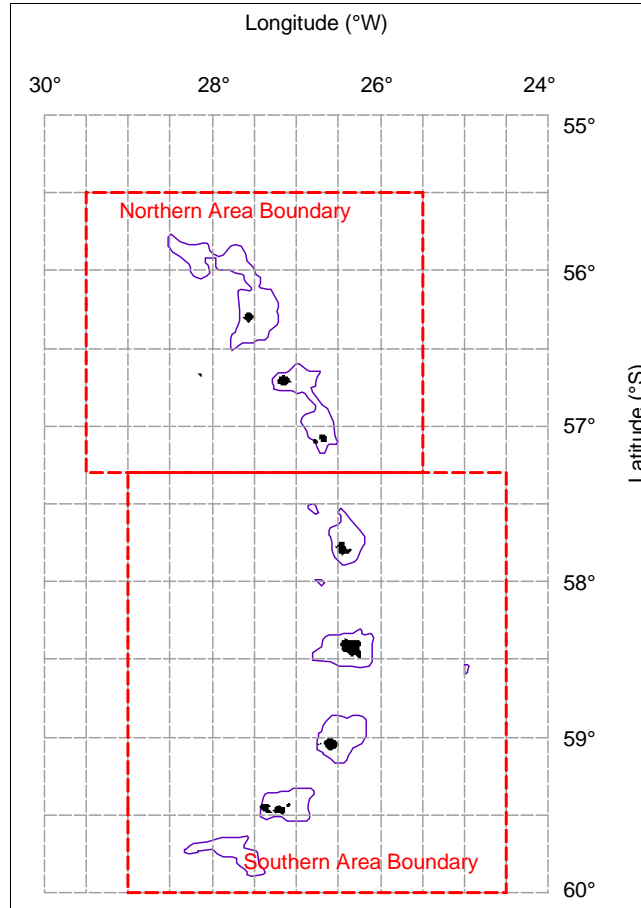 Longitude (°W)
30° 28° 26° 24°
55°
Northern Area Boundary
56°
Latitude (°S)
57°
58°
59°
Southern Area Boundary
60°